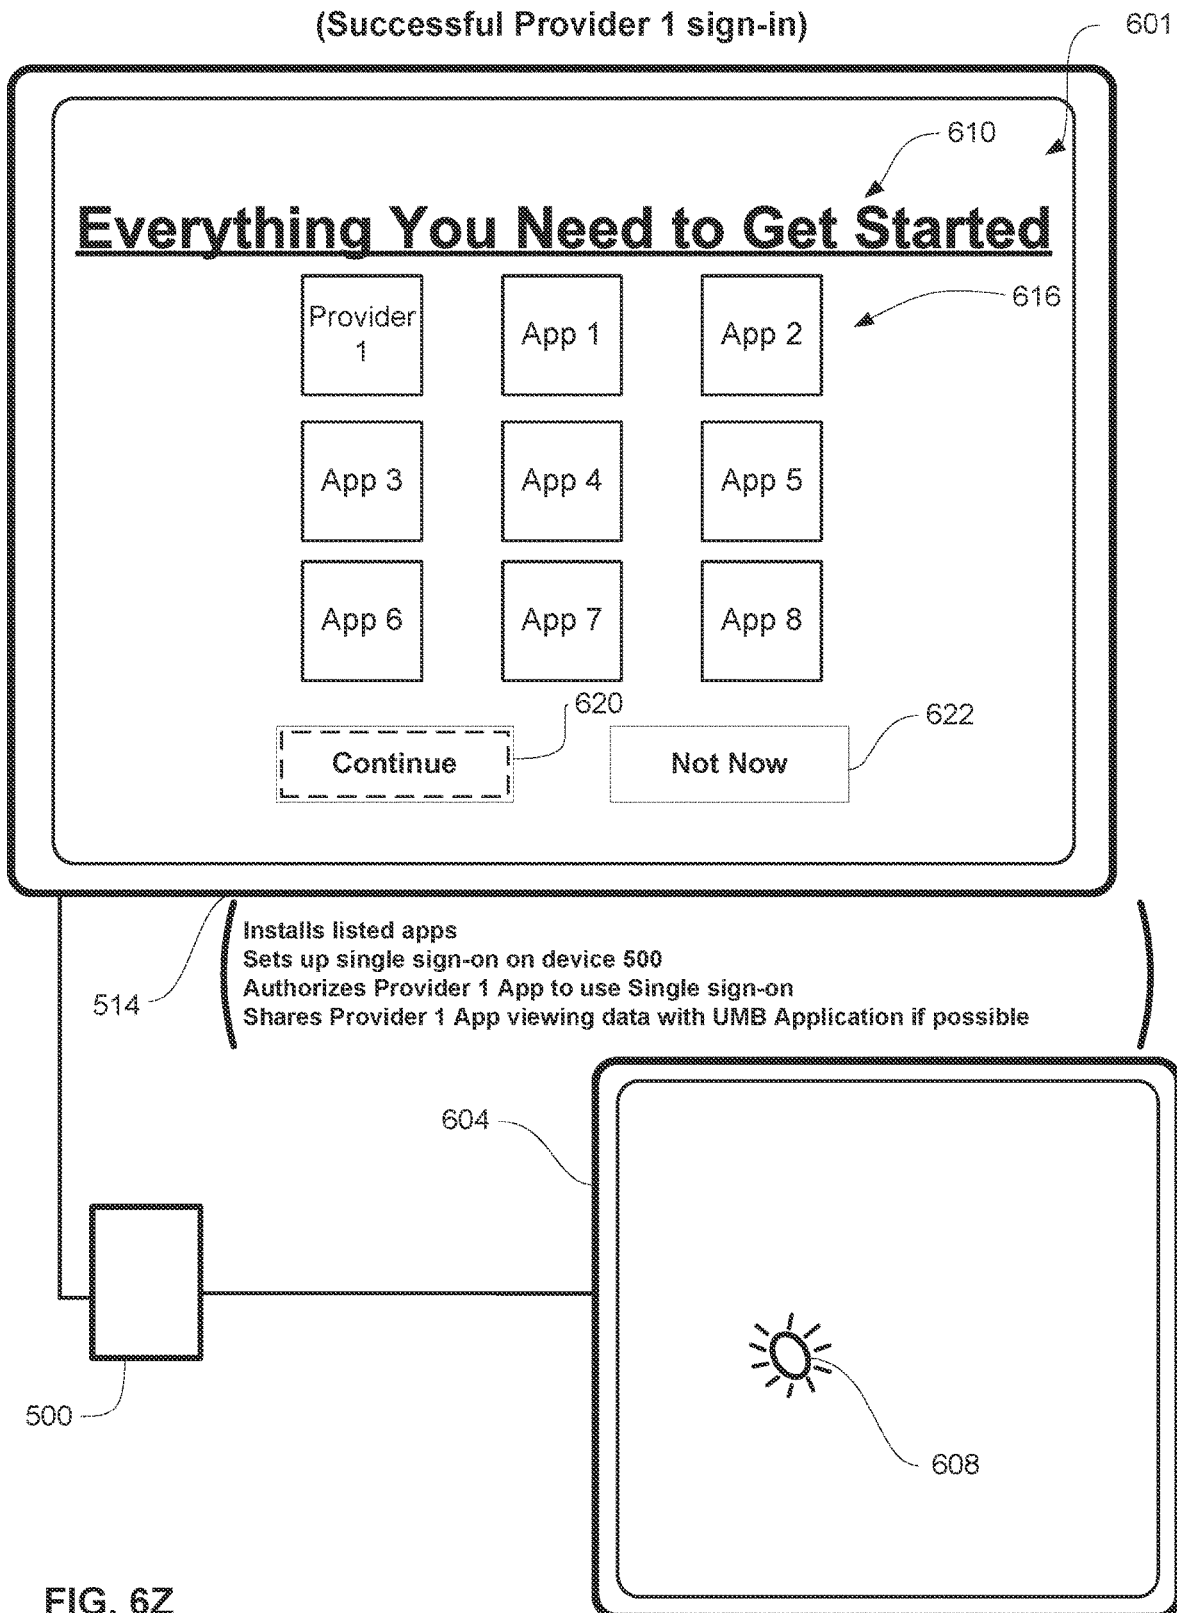 (Successful Provider 1 sign-in)
601
610
Everything You Need to Get Started
616
Provider
1
App 1
App 2
App 3
App 4
App 5
App 6
App 7
App 8
620
622
Continue
Not Now
Installs listed apps
Sets up single sign-on on device 500
Authorizes Provider 1 App to use Single sign-on
Shares Provider 1 App viewing data with UMB Application if possible
514
604
500
608
FIG. 6Z